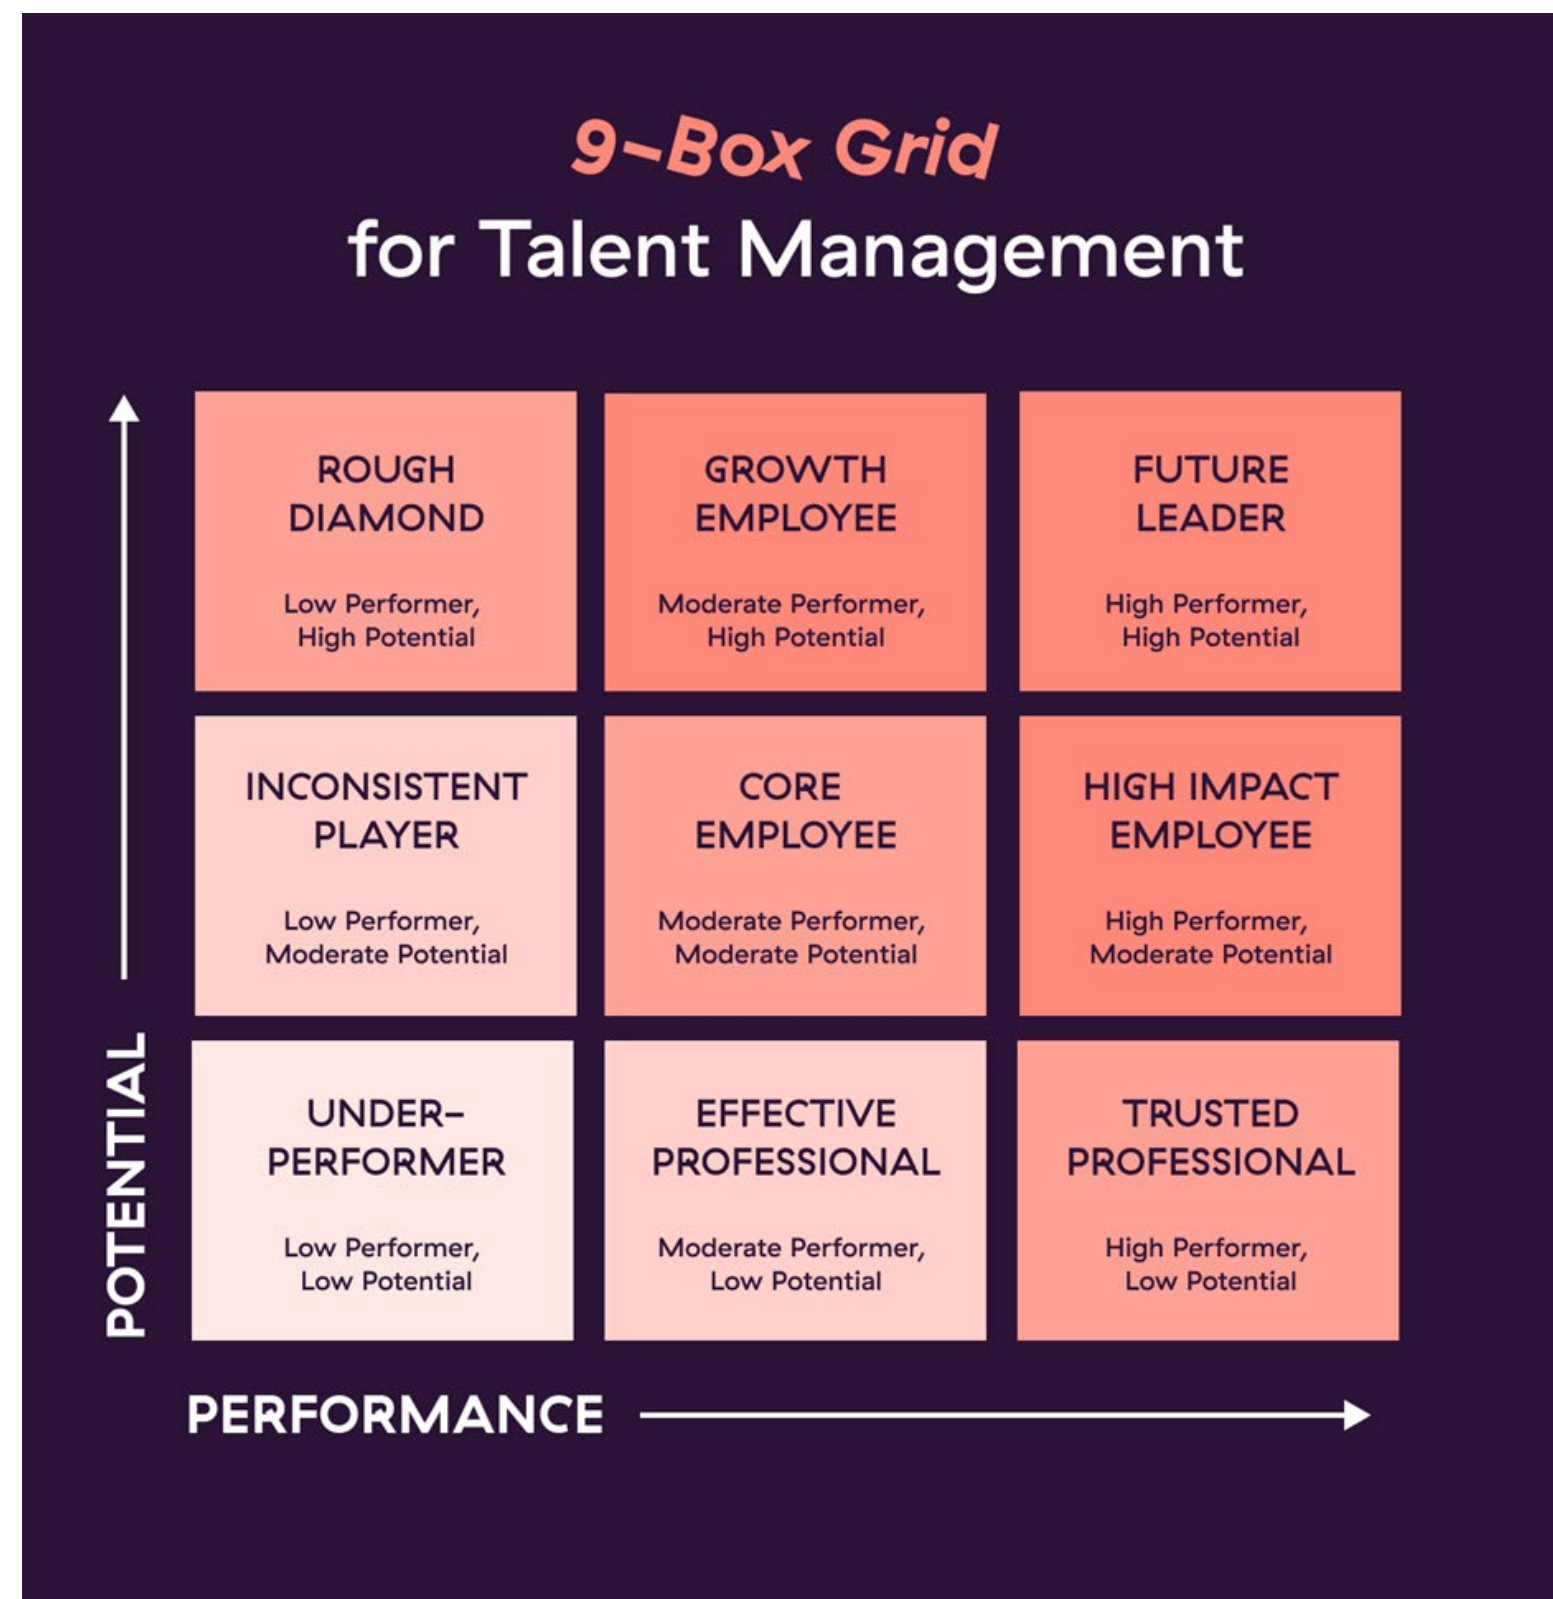 9-Box Grid
for Talent Management
ROUGH
DIAMOND
Low Performer,
High Potential
GROWTH
EMPLOYEE
Moderate Performer,
High Potential
FUTURE
LEADER
High Performer,
High Potential
INCONSISTENT
PLAYER
Low Performer,
Moderate Potential
CORE
EMPLOYEE
Moderate Performer,
Moderate Potential
HIGH IMPACT
EMPLOYEE
High Performer,
Moderate Potential
UNDER-
PERFORMER
Low Performer,
Low Potential
EFFECTIVE
PROFESSIONAL
Moderate Performer,
Low Potential
TRUSTED
PROFESSIONAL
High Performer,
Low Potential
POTENTIAL
PERFORMANCE